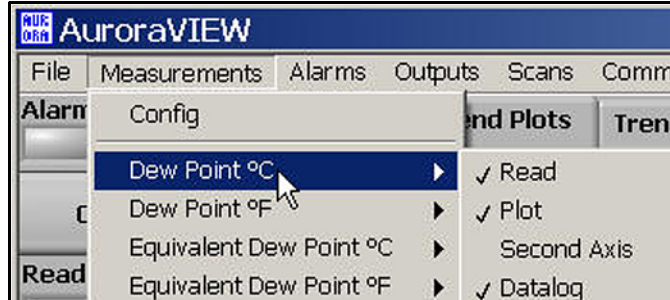 AUR
ORA AuroraVIEW
File Measurements Alarms Outputs Scans Comm
Alarm
Config
end Plots Tren
Dew Point ºC
✓ Read
Dew Point ºF
✓ Plot
Equivalent Dew Point ºC
Second Axis
Read
Equivalent Dew Point ºF
✓ Datalog